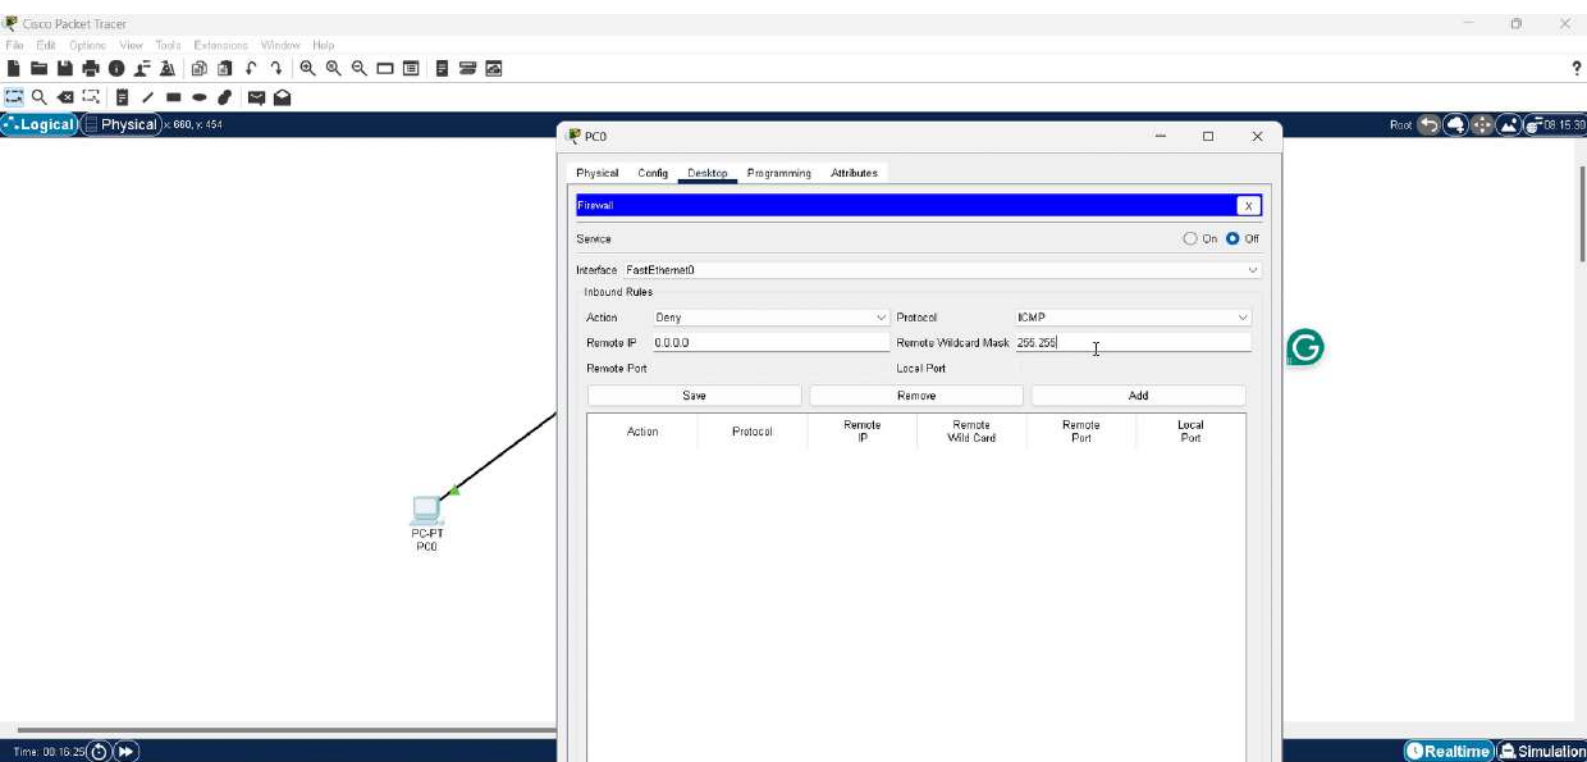 Cisco Packet Tracer
File Edit Options View Tools Extensions Window Help
?
Logical Physical x: 660, y: 454
Root 08:15:30
PC0
Physical Config Desktop Programming Attributes
Firewall X
Service On Off
Interface FastEthernet0
Inbound Rules
Action Deny Protocol ICMP
Remote IP 0.0.0.0 Remote Wildcard Mask 255.255
Remote Port Local Port
Save Remove Add
Action Protocol Remote IP Remote Wild Card Remote Port Local Port
PC-PT
PC0
G
Time: 00:16:25 Realtime Simulation